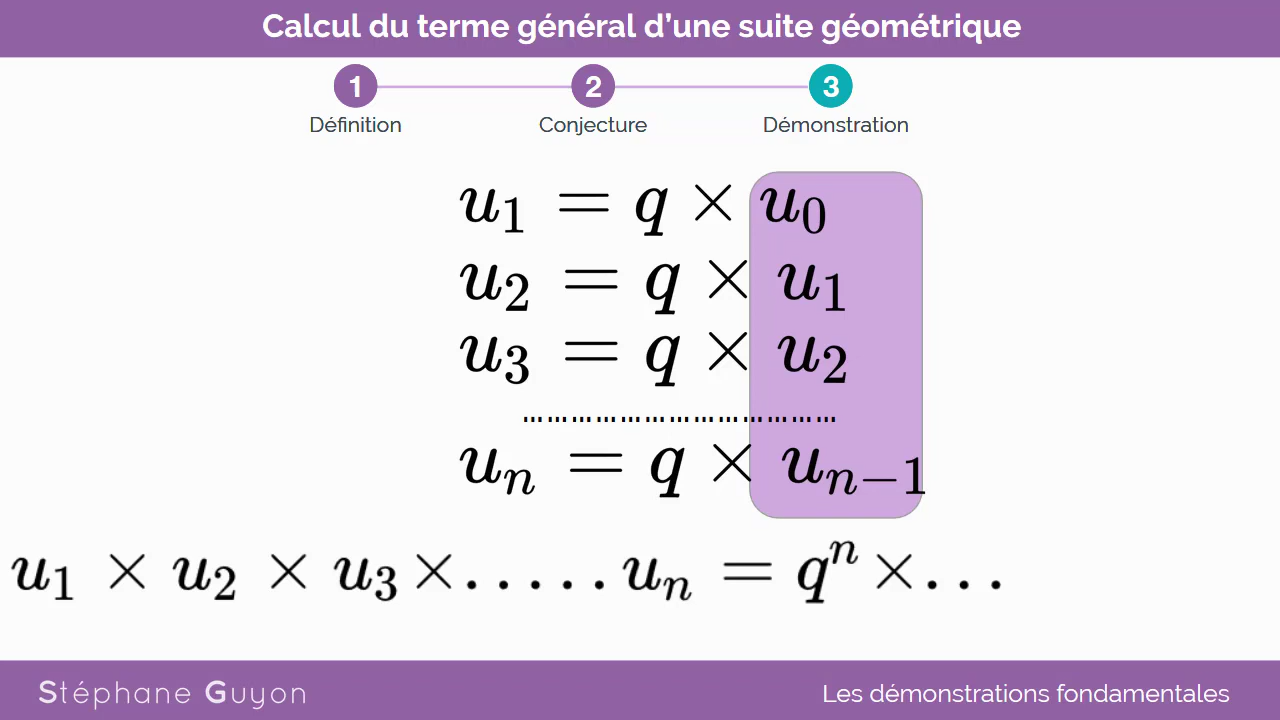 Calcul du terme général d'une suite géométrique
1 2 3
Définition Conjecture Démonstration
u₁ = q × u₀
u₂ = q × u₁
u₃ = q × u₂
…………………………………
uₙ = q × uₙ₋₁
u₁ × u₂ × u₃ × ..... uₙ = qⁿ × ...
Stéphane Guyon Les démonstrations fondamentales